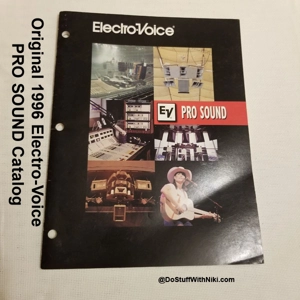 Original 1996 Electro-Voice
PRO SOUND Catalog
Electro-Voice®
EV PRO SOUND
@DoStuffWithNiki.com